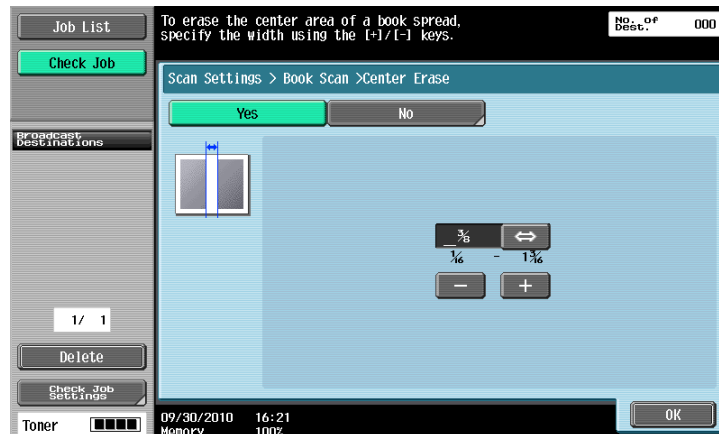 Job List
Check Job
Broadcast
Destinations
1/ 1
Delete
Check Job
Settings
Toner
To erase the center area of a book spread,
specify the width using the [+]/[-] keys.
No. of
Dest.
000
Scan Settings > Book Scan >Center Erase
Yes
No
3/8
1/16 - 1 3/16
−
+
OK
09/30/2010 16:21
Memory 100%